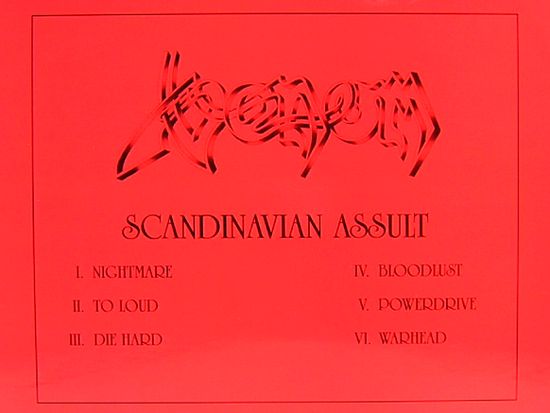 VENOM
SCANDINAVIAN ASSULT
I. NIGHTMARE
II. TO LOUD
III. DIE HARD
IV. BLOODLUST
V. POWERDRIVE
VI. WARHEAD